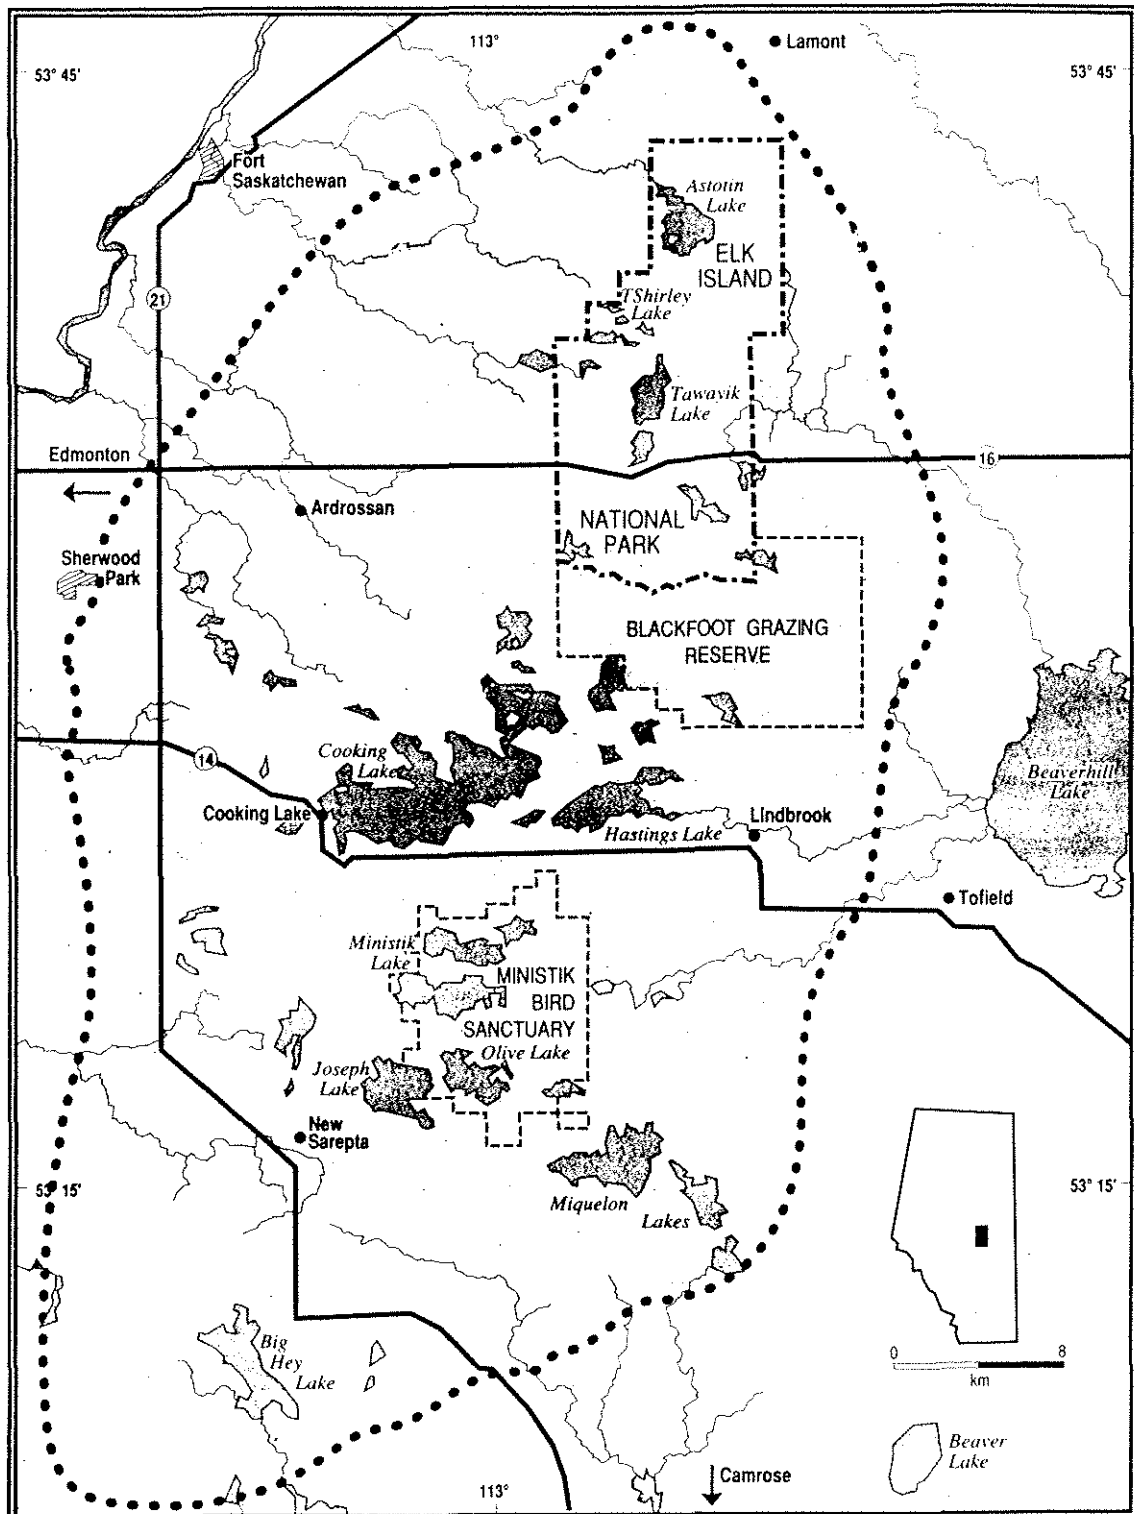 113°
Lamont
53° 45'
53° 45'
Fort
Saskatchewan
Astotin
Lake
ELK
ISLAND
21
TShirley
Lake
Tawayik
Lake
Edmonton
16
Ardrossan
NATIONAL
PARK
Sherwood
Park
BLACKFOOT GRAZING
RESERVE
Cooking
Lake
14
Beaverhill
Lake
Cooking Lake
Hastings Lake
Lindbrook
Tofield
Ministik
Lake
MINISTIK
BIRD
SANCTUARY
Olive Lake
Joseph
Lake
New
Sarepta
53° 15'
53° 15'
Miquelon
Lakes
Big
Hey
Lake
0
8
km
Beaver
Lake
Camrose
113°